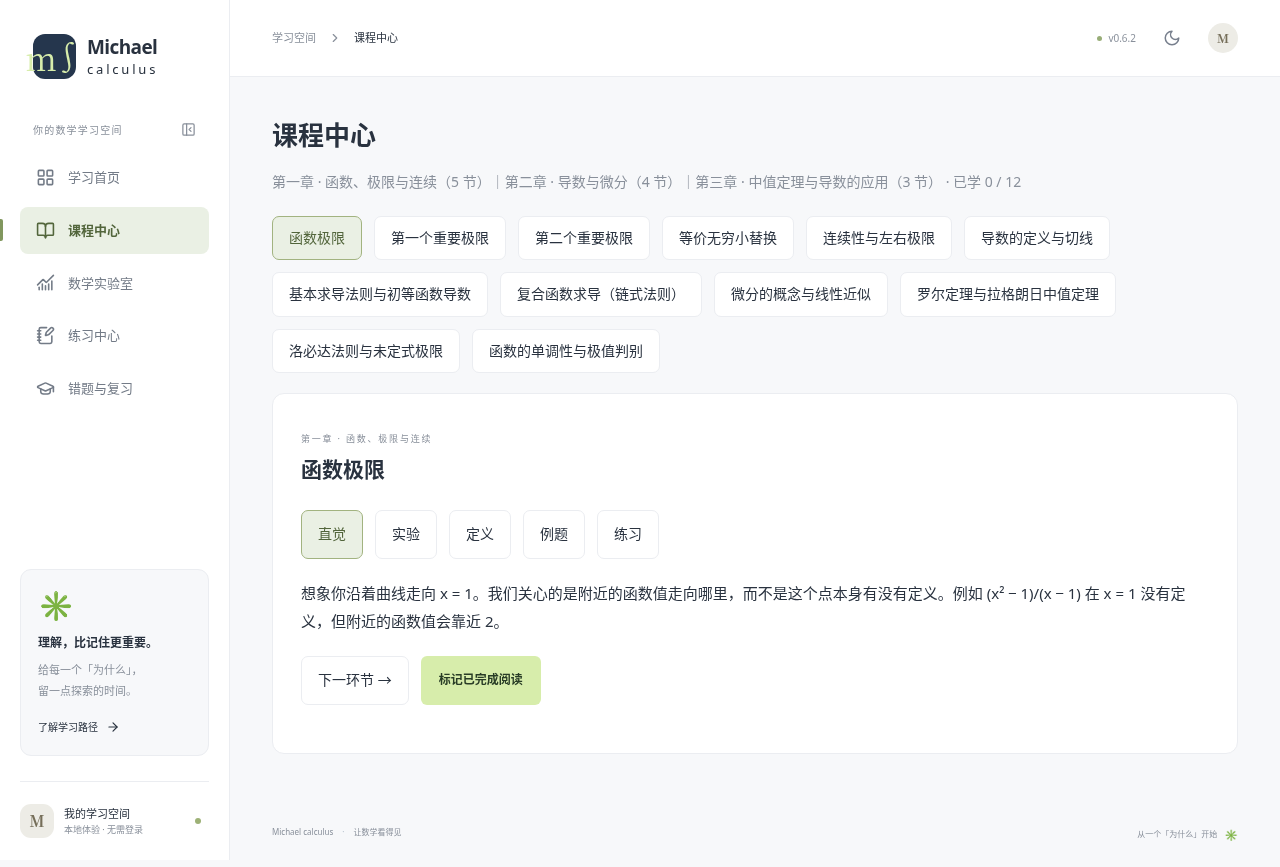 m∫
Michael
calculus
你的数学学习空间
学习首页
课程中心
数学实验室
练习中心
错题与复习
✳
理解，比记住更重要。
给每一个「为什么」，
留一点探索的时间。
了解学习路径 →
M
我的学习空间
本地体验 · 无需登录
学习空间 > 课程中心
v0.6.2
M
课程中心
第一章 · 函数、极限与连续（5 节）｜第二章 · 导数与微分（4 节）｜第三章 · 中值定理与导数的应用（3 节） · 已学 0 / 12
函数极限 第一个重要极限 第二个重要极限 等价无穷小替换 连续性与左右极限 导数的定义与切线
基本求导法则与初等函数导数 复合函数求导（链式法则） 微分的概念与线性近似 罗尔定理与拉格朗日中值定理
洛必达法则与未定式极限 函数的单调性与极值判别
第一章 · 函数、极限与连续
函数极限
直觉 实验 定义 例题 练习
想象你沿着曲线走向 x = 1。我们关心的是附近的函数值走向哪里，而不是这个点本身有没有定义。例如 (x² − 1)/(x − 1) 在 x = 1 没有定
义，但附近的函数值会靠近 2。
下一环节 → 标记已完成阅读
Michael calculus · 让数学看得见
从一个「为什么」开始 ✳